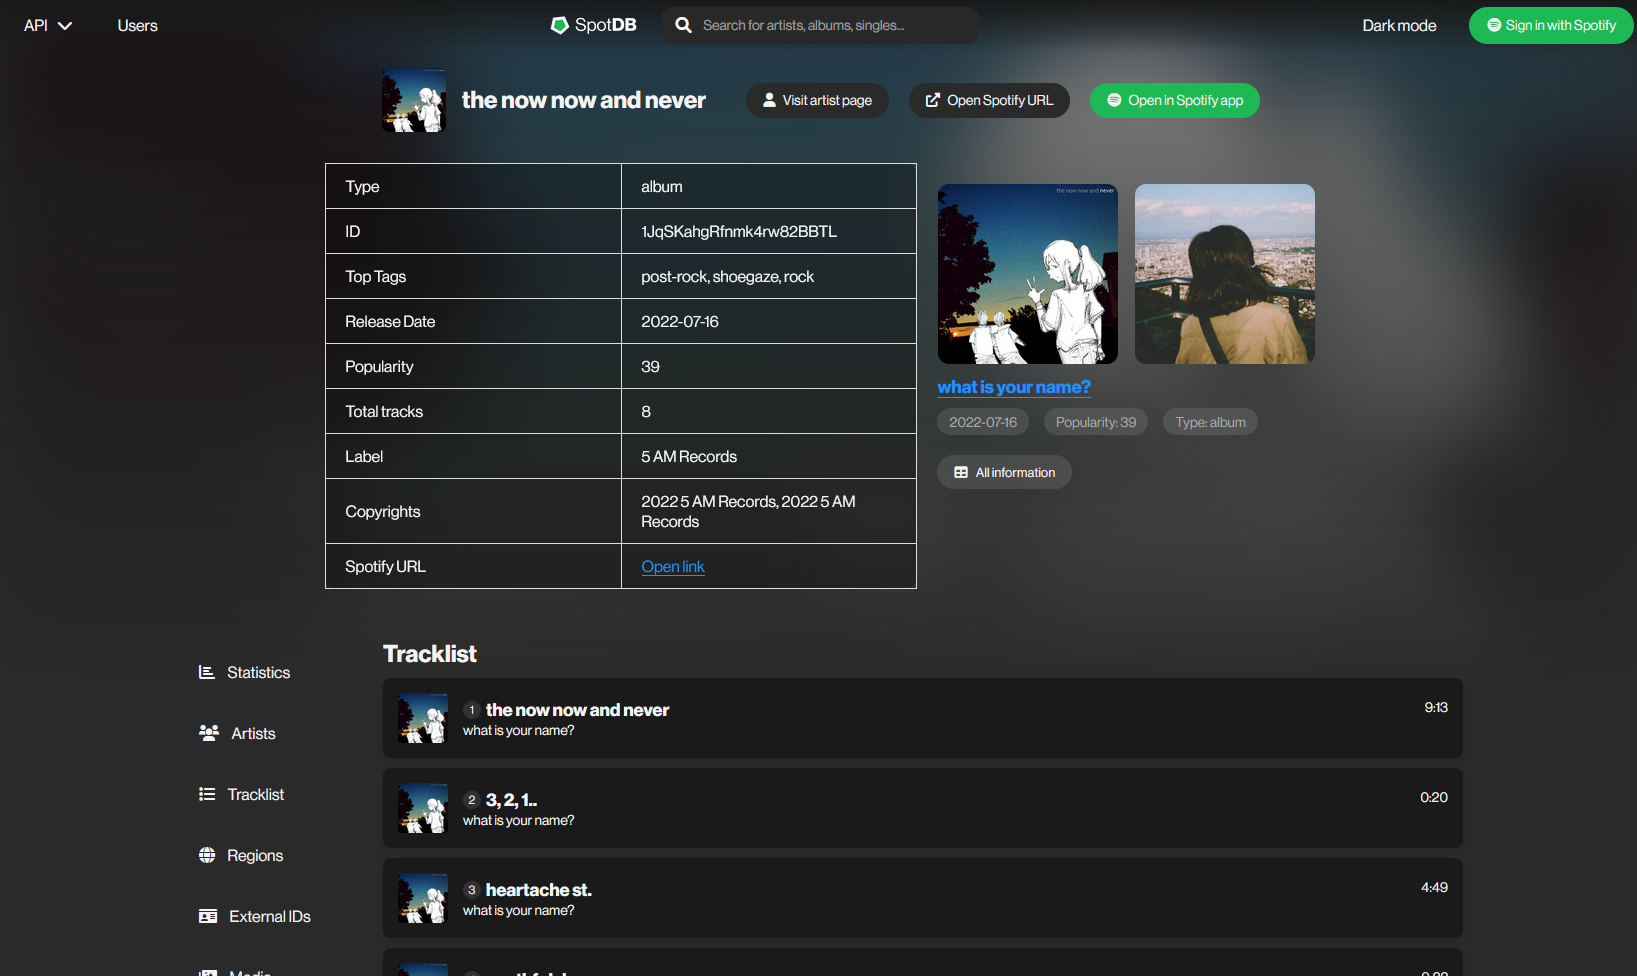 API
Users
SpotDB
Search for artists, albums, singles...
Dark mode
Sign in with Spotify
the now now and never
Visit artist page
Open Spotify URL
Open in Spotify app
Type album
ID 1JqSKahgRfnmk4rw82BBTL
Top Tags post-rock, shoegaze, rock
Release Date 2022-07-16
Popularity 39
Total tracks 8
Label 5 AM Records
Copyrights 2022 5 AM Records, 2022 5 AM
Records
Spotify URL Open link
the now now and never
what is your name?
2022-07-16 Popularity: 39 Type: album
All information
Statistics
Artists
Tracklist
Regions
External IDs
Media
Tracklist
1 the now now and never 9:13
what is your name?
2 3, 2, 1.. 0:20
what is your name?
3 heartache st. 4:49
what is your name?